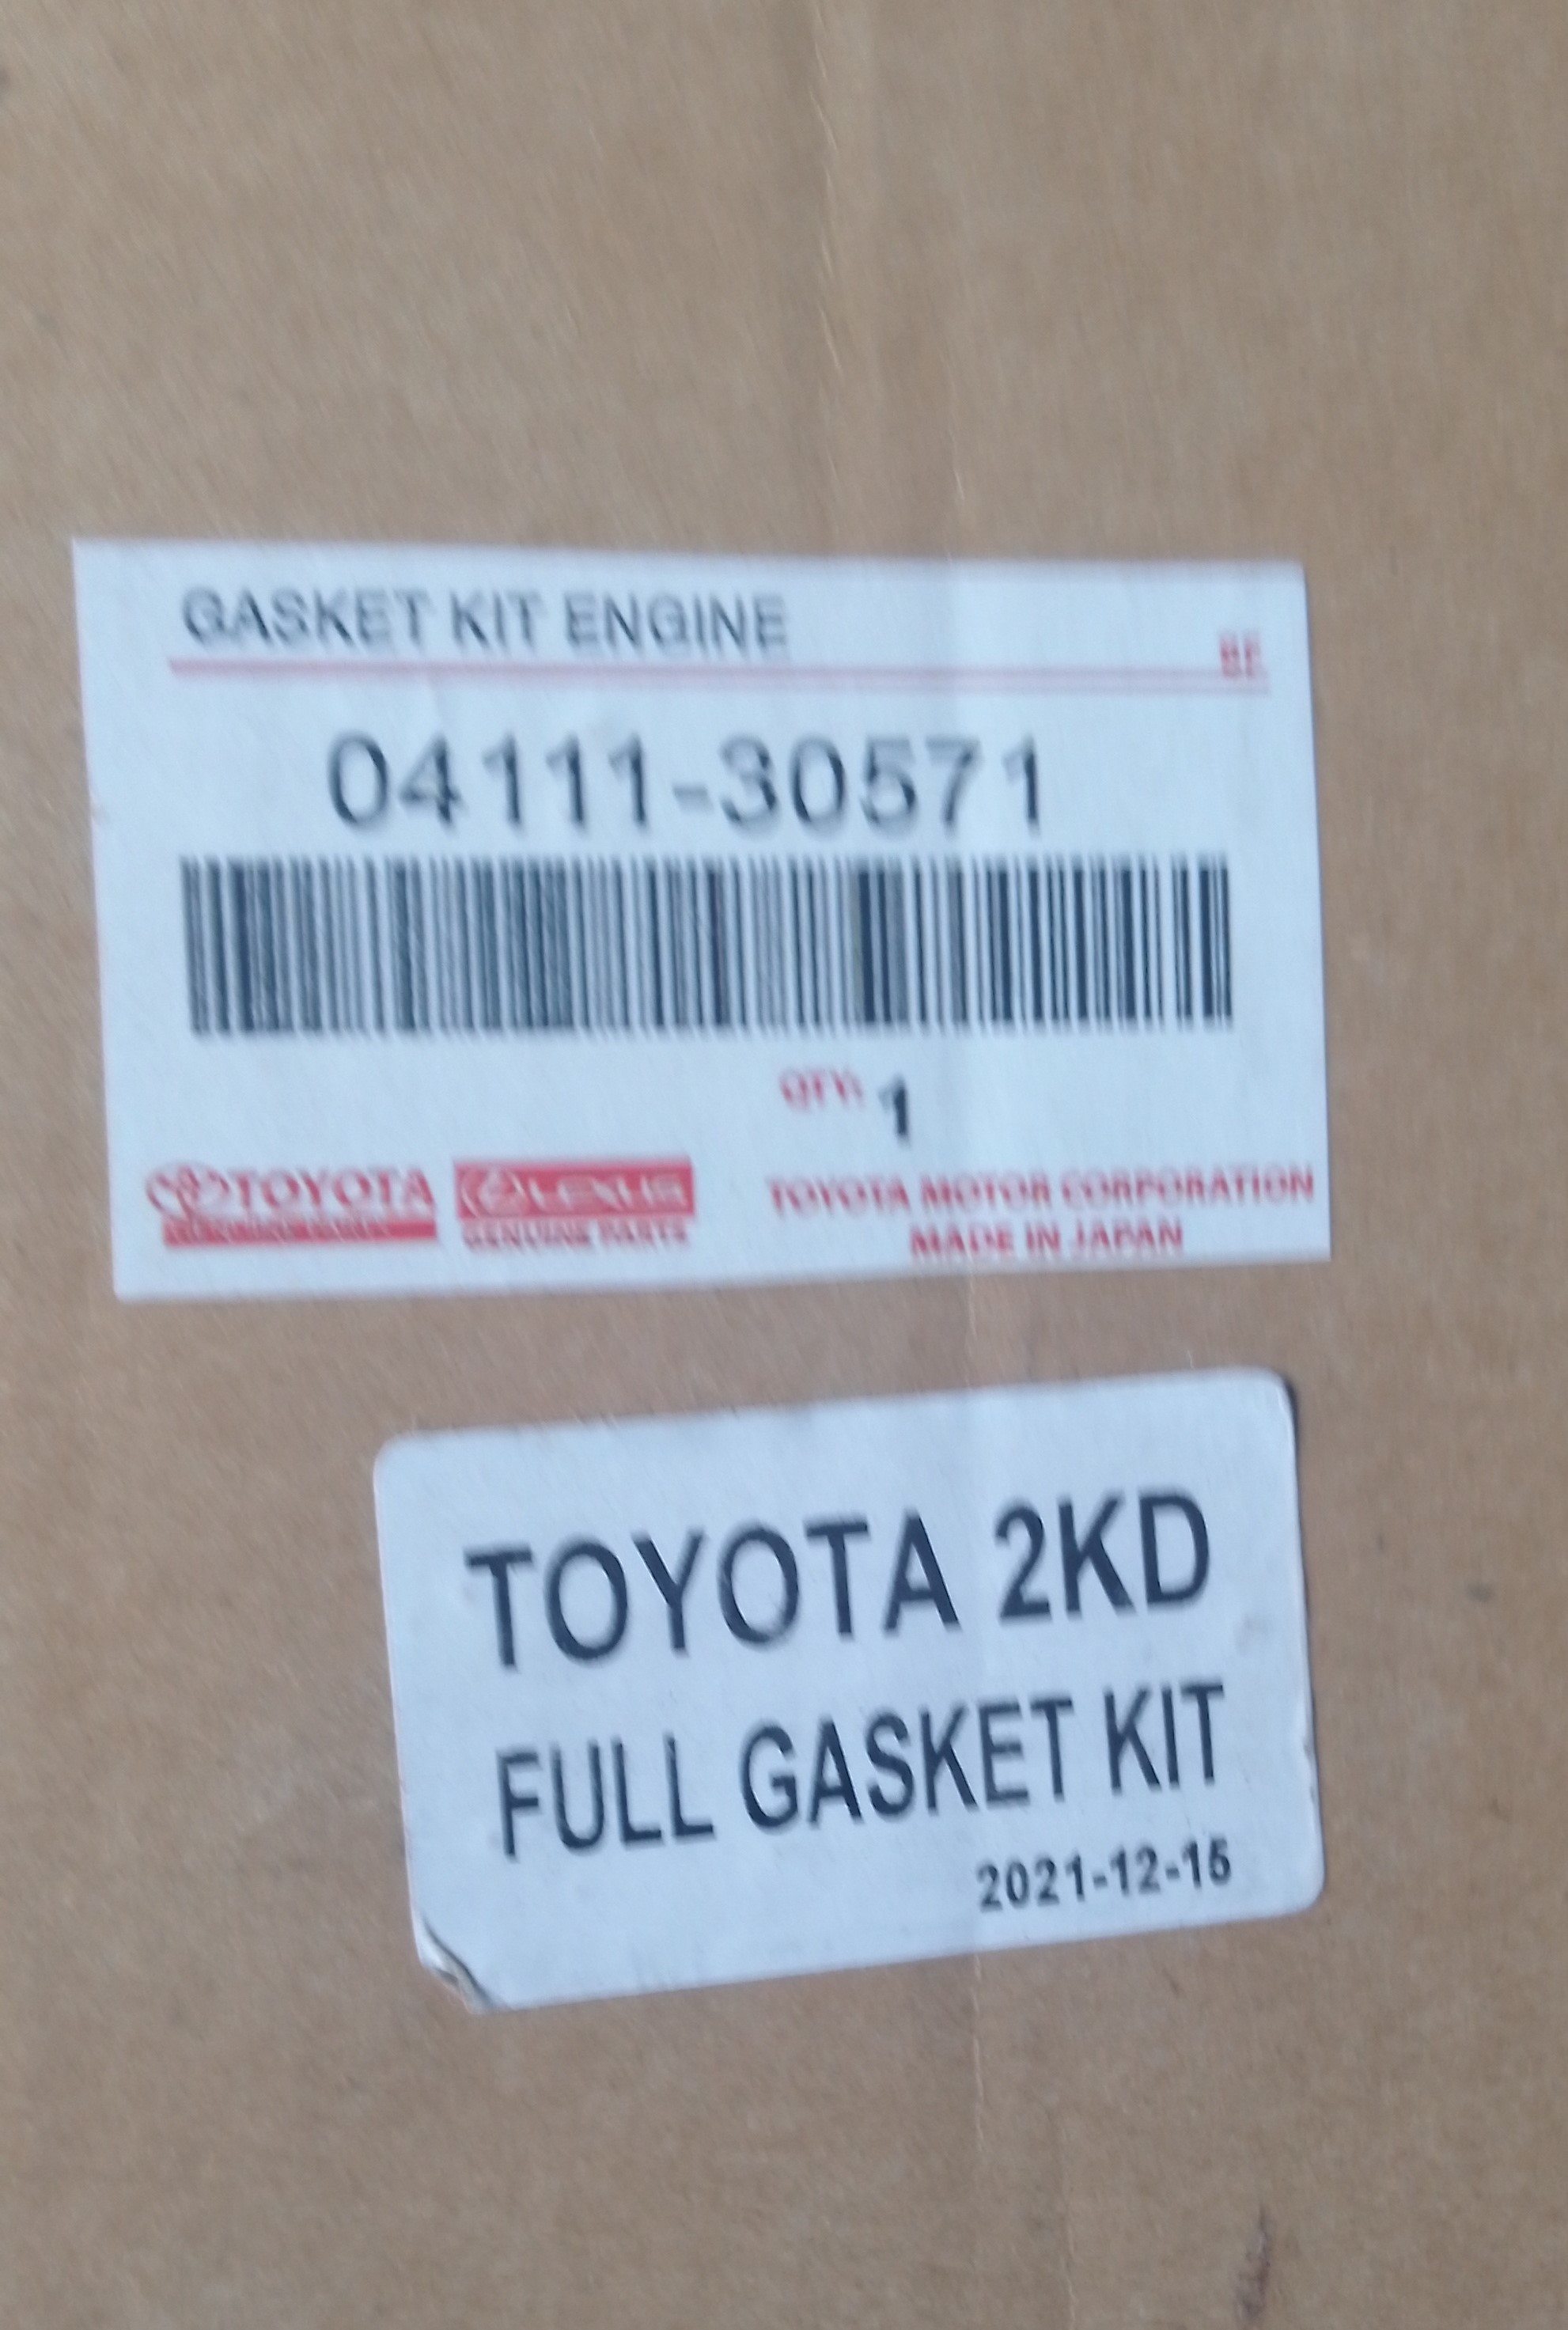 GASKET KIT ENGINE
BE
04111-30571
QTY: 1
TOYOTA
LEXUS
GENUINE PARTS
TOYOTA MOTOR CORPORATION
MADE IN JAPAN
TOYOTA 2KD
FULL GASKET KIT
2021-12-15